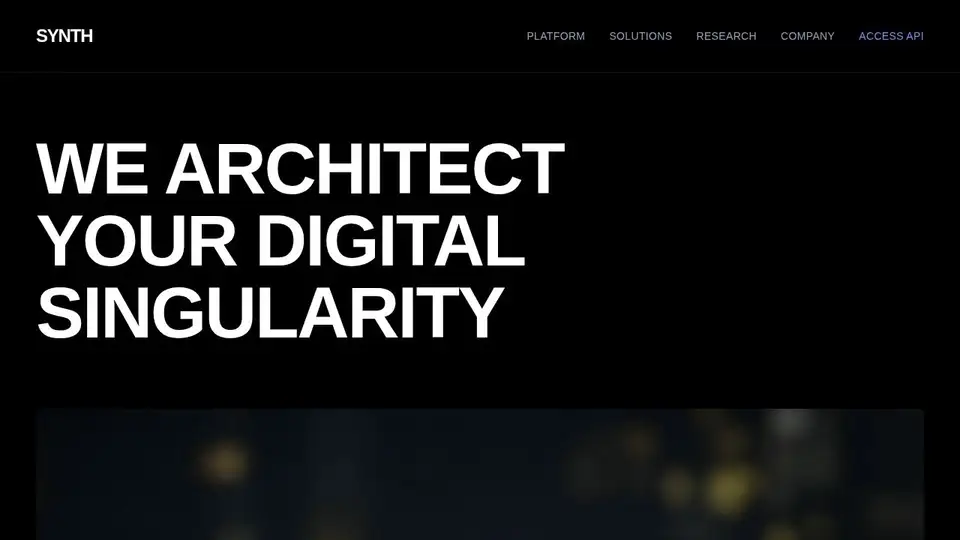 SYNTH
PLATFORM SOLUTIONS RESEARCH COMPANY ACCESS API
WE ARCHITECT
YOUR DIGITAL
SINGULARITY